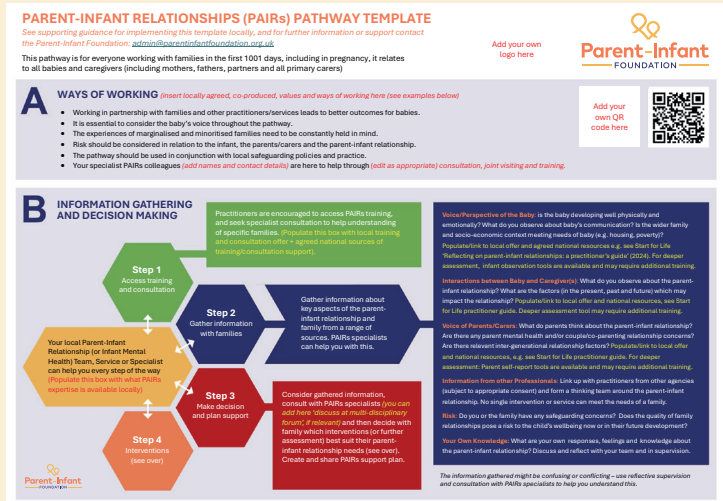 PARENT-INFANT RELATIONSHIPS (PAIRs) PATHWAY TEMPLATE
See supporting guidance for implementing this template locally, and for further information or support contact
the Parent-Infant Foundation: admin@parentinfantfoundation.org.uk
This pathway is for everyone working with families in the first 1001 days, including in pregnancy, it relates
to all babies and caregivers (including mothers, fathers, partners and all primary carers)
Add your own
logo here
Parent-Infant
FOUNDATION
A
WAYS OF WORKING (insert locally agreed, co-produced, values and ways of working here (see examples below)
• Working in partnership with families and other practitioners/services leads to better outcomes for babies.
• It is essential to consider the baby's voice throughout the pathway.
• The experiences of marginalised and minoritised families need to be constantly held in mind.
• Risk should be considered in relation to the infant, the parents/carers and the parent-infant relationship.
• The pathway should be used in conjunction with local safeguarding policies and practice.
• Your specialist PAIRs colleagues (add names and contact details) are here to help through (edit as appropriate) consultation, joint visiting and training.
Add your
own QR
code here
B
INFORMATION GATHERING
AND DECISION MAKING
Practitioners are encouraged to access PAIRs training,
and seek specialist consultation to help understanding
of specific families. (Populate this box with local training
and consultation offer + agreed national sources of
training/consultation support).
Step 1
Access training
and consultation
Step 2
Gather information
with families
Gather information about
key aspects of the parent-
infant relationship and
family from a range of
sources. PAIRs specialists
can help you with this.
Your local Parent-Infant
Relationship (or Infant Mental
Health) Team, Service or Specialist
can help you every step of the way
(Populate this box with what PAIRs
expertise is available locally)
Step 3
Make decision
and plan support
Consider gathered information,
consult with PAIRs specialists (you can
add here 'discuss at multi-disciplinary
forum', if relevant) and then decide with
family which interventions (or further
assessment) best suit their parent-
infant relationship needs (see over).
Create and share PAIRs support plan.
Step 4
Interventions
(see over)
Voice/Perspective of the Baby: is the baby developing well physically and
emotionally? What do you observe about baby's communication? Is the wider family
and socio-economic context meeting needs of baby (e.g. housing, poverty)?
Populate/link to local offer and agreed national resources e.g. see Start for Life
'Reflecting on parent-infant relationships: a practitioner's guide' (2024). For deeper
assessment, infant observation tools are available and may require additional training.
Interactions between Baby and Caregiver(s): What do you observe about the parent-
infant relationship? What are the factors (in the present, past and future) which may
impact the relationship? Populate/link to local offer and national resources, see Start
for Life practitioner guide. Deeper assessment tool may require additional training.
Voice of Parents/Carers: What do parents think about the parent-infant relationship?
Are there any parent mental health and/or couple/co-parenting relationship concerns?
Are there relevant inter-generational relationship factors? Populate/link to local offer
and national resources, e.g. see Start for Life practitioner guide. For deeper
assessment: Parent self-report tools are available and may require additional training.
Information from other Professionals: Link up with practitioners from other agencies
(subject to appropriate consent) and form a thinking team around the parent-infant
relationship. No single intervention or service can meet the needs of a family.
Risk: Do you or the family have any safeguarding concerns? Does the quality of family
relationships pose a risk to the child's wellbeing now or in their future development?
Your Own Knowledge: What are your own responses, feelings and knowledge about
the parent-infant relationship? Discuss and reflect with your team and in supervision.
The information gathered might be confusing or conflicting – use reflective supervision
and consultation with PAIRs specialists to help you understand this.
Parent-Infant
FOUNDATION